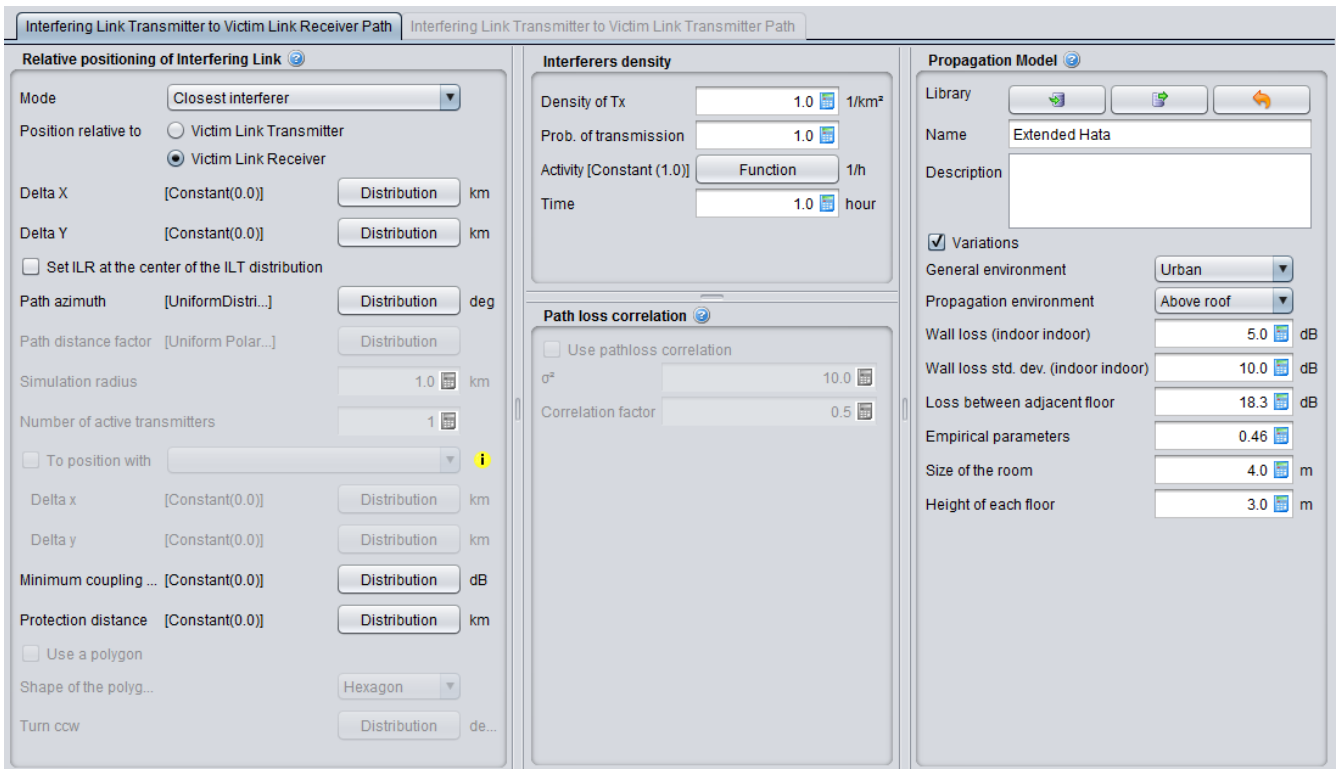 Interfering Link Transmitter to Victim Link Receiver Path
Interfering Link Transmitter to Victim Link Transmitter Path
Relative positioning of Interfering Link
Mode Closest interferer
Position relative to Victim Link Transmitter
Victim Link Receiver
Delta X [Constant(0.0)] Distribution km
Delta Y [Constant(0.0)] Distribution km
Set ILR at the center of the ILT distribution
Path azimuth [UniformDistri...] Distribution deg
Path distance factor [Uniform Polar...] Distribution
Simulation radius 1.0 km
Number of active transmitters 1
To position with i
Delta x [Constant(0.0)] Distribution km
Delta y [Constant(0.0)] Distribution km
Minimum coupling ... [Constant(0.0)] Distribution dB
Protection distance [Constant(0.0)] Distribution km
Use a polygon
Shape of the polyg... Hexagon
Turn ccw Distribution de...
Interferers density
Density of Tx 1.0 1/km²
Prob. of transmission 1.0
Activity [Constant (1.0)] Function 1/h
Time 1.0 hour
Path loss correlation
Use pathloss correlation
σ² 10.0
Correlation factor 0.5
Propagation Model
Library
Name Extended Hata
Description
Variations
General environment Urban
Propagation environment Above roof
Wall loss (indoor indoor) 5.0 dB
Wall loss std. dev. (indoor indoor) 10.0 dB
Loss between adjacent floor 18.3 dB
Empirical parameters 0.46
Size of the room 4.0 m
Height of each floor 3.0 m